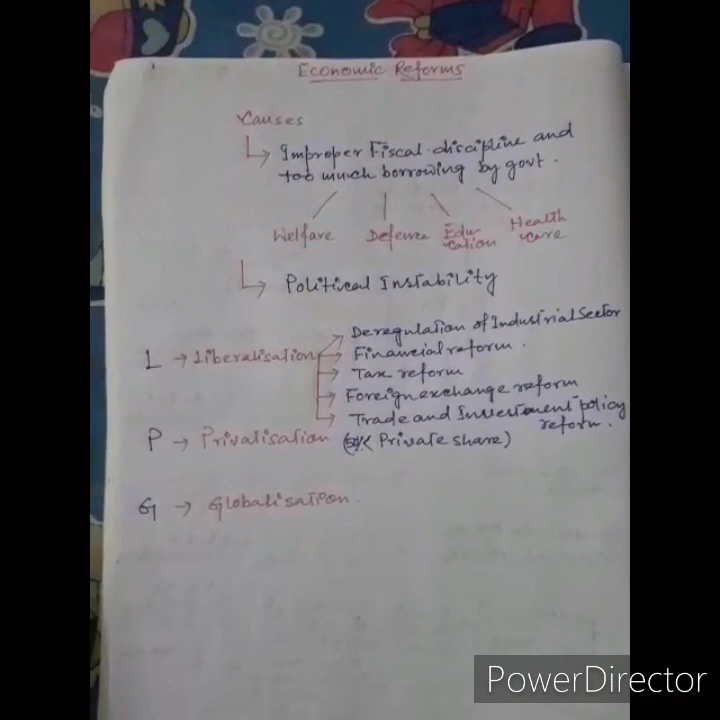 Economic Reforms
Causes
Improper Fiscal discipline and
too much borrowing by govt.
Welfare Defence Edu Health
cation care
Political Instability
Deregulation of Industrial Sector
L → Liberalisation → Financial reform.
→ Tax reform
→ Foreign exchange reform
→ Trade and Investment policy
reform.
P → Privatisation (< Private share)
G → Globalisation.
PowerDirector